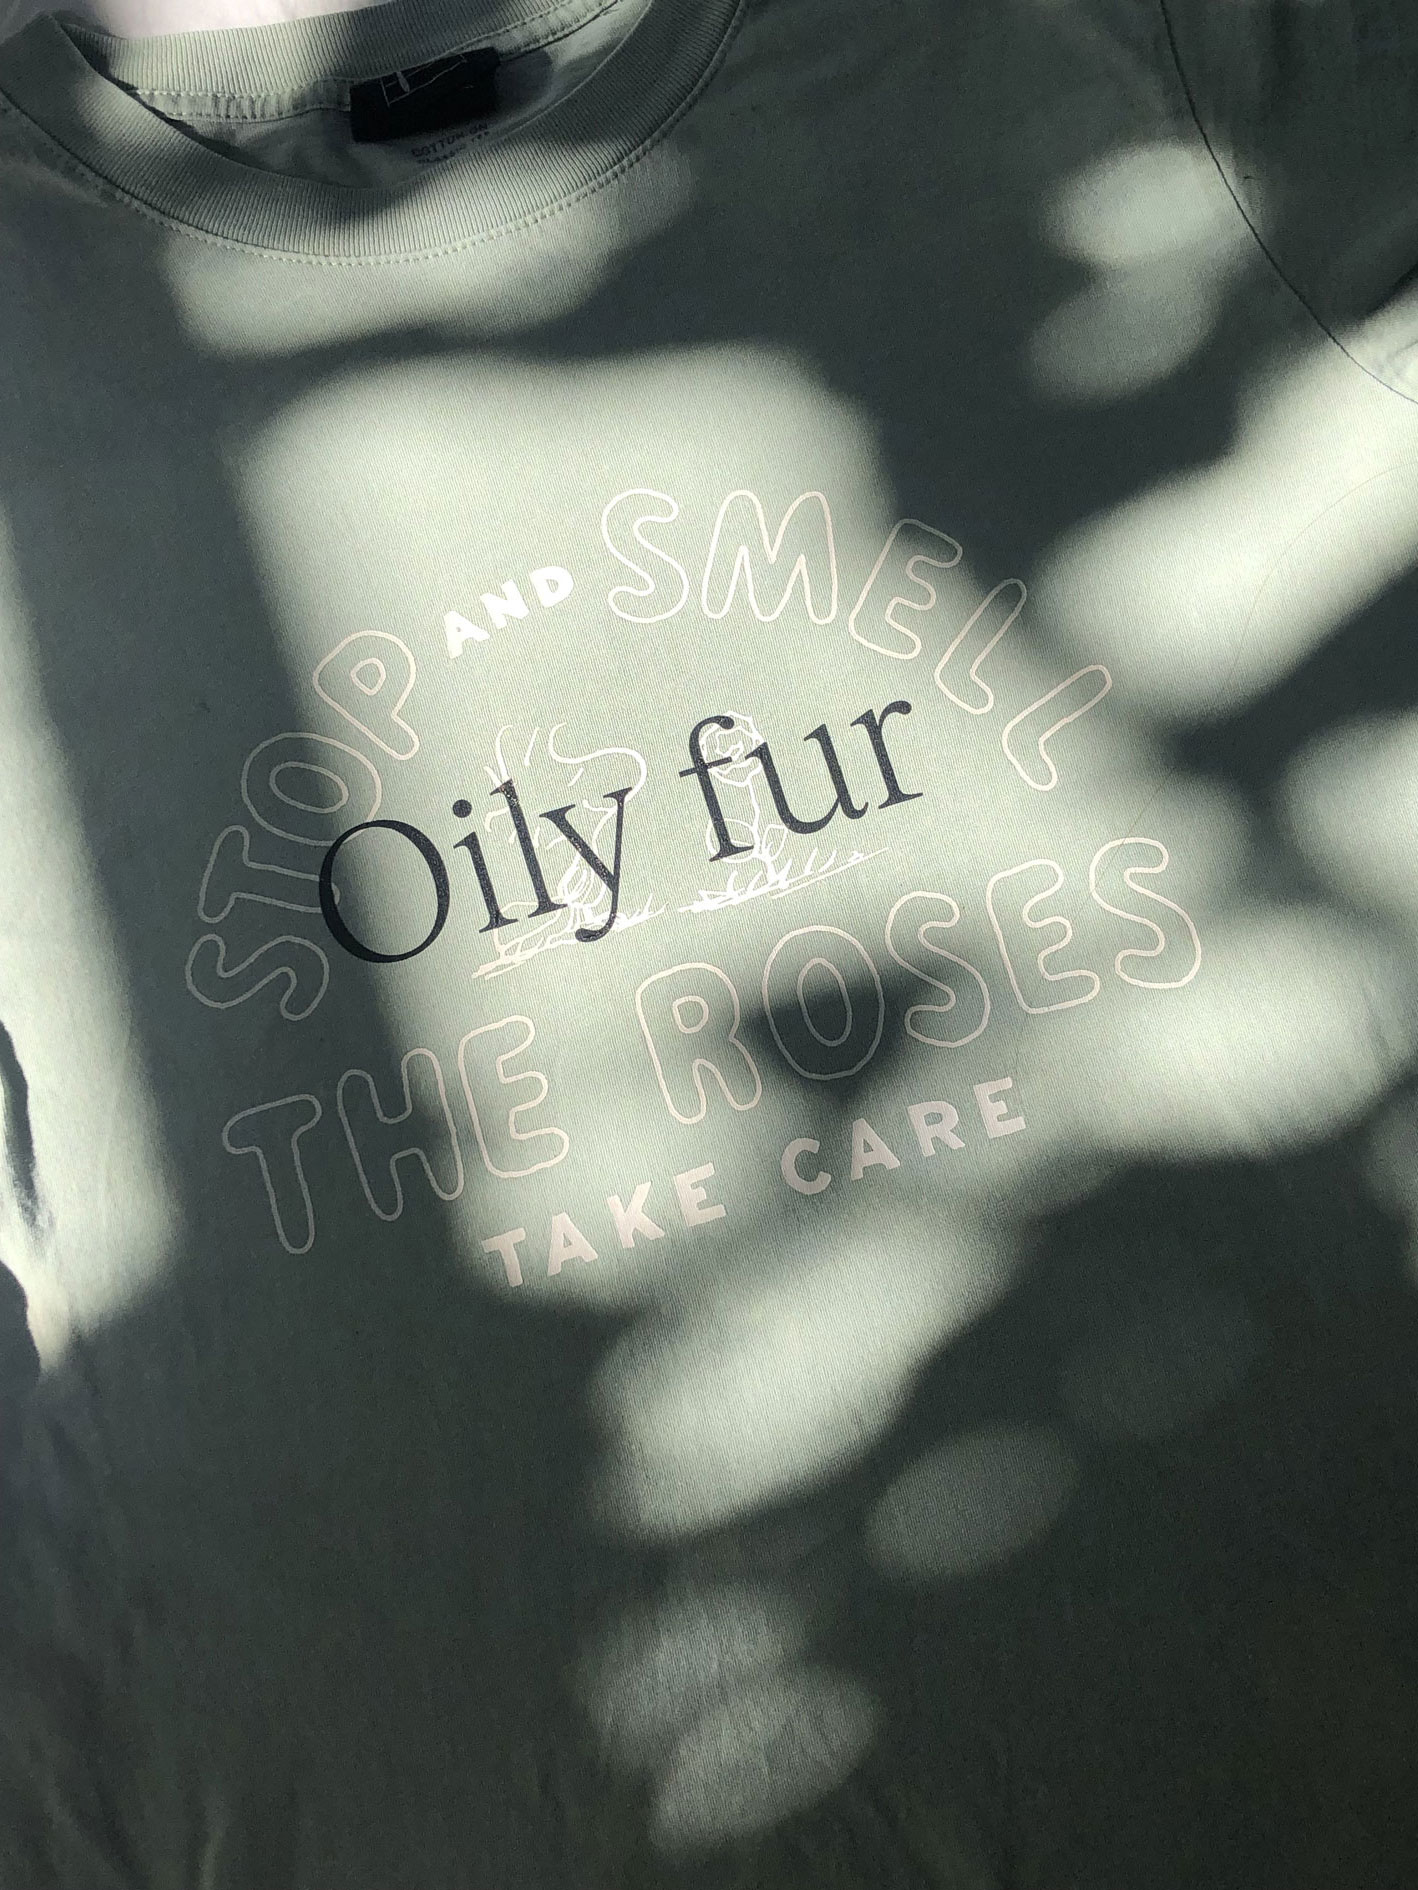 STOP AND SMELL
Oily fur
THE ROSES
TAKE CARE